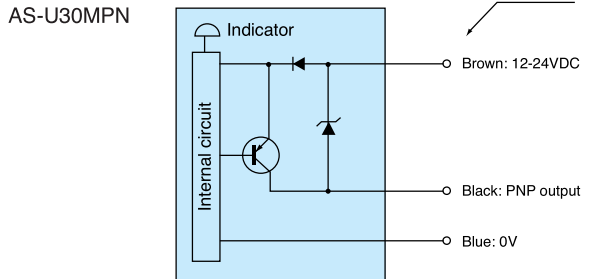 AS-U30MPN
Indicator
Internal circuit
Brown: 12-24VDC
Black: PNP output
Blue: 0V